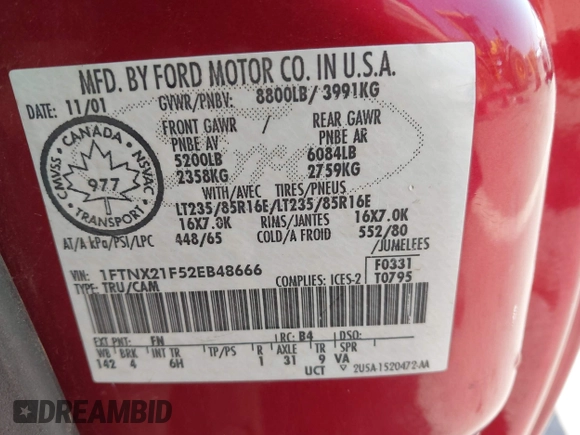 MFD. BY FORD MOTOR CO. IN U.S.A.
DATE: 11/01 GVWR/PNBV: 8800LB/ 3991KG
FRONT GAWR / REAR GAWR
PNBE AV PNBE AR
5200LB 6084LB
2358KG 2759KG
WITH/AVEC TIRES/PNEUS
LT235/85R16E/LT235/85R16E
16X7.0K RIMS/JANTES 16X7.0K
AT/A kPa/PSI/LPC 448/65 COLD/A FROID 552/80
/JUMELEES
CANADA
CMVSS NSVAC
977
TRANSPORT
Ford
VIN: 1FTNX21F52EB48666
F0331
TYPE: TRU/CAM COMPLIES: ICES-2 T0795
EXT PNT: FN RC: B4 DSO:
WB BRK INT TR TP/PS R AXLE TR SPR
142 4 6H 1 31 9 VA
UCT ▽ 2U5A-1520472-AA
DREAMBID